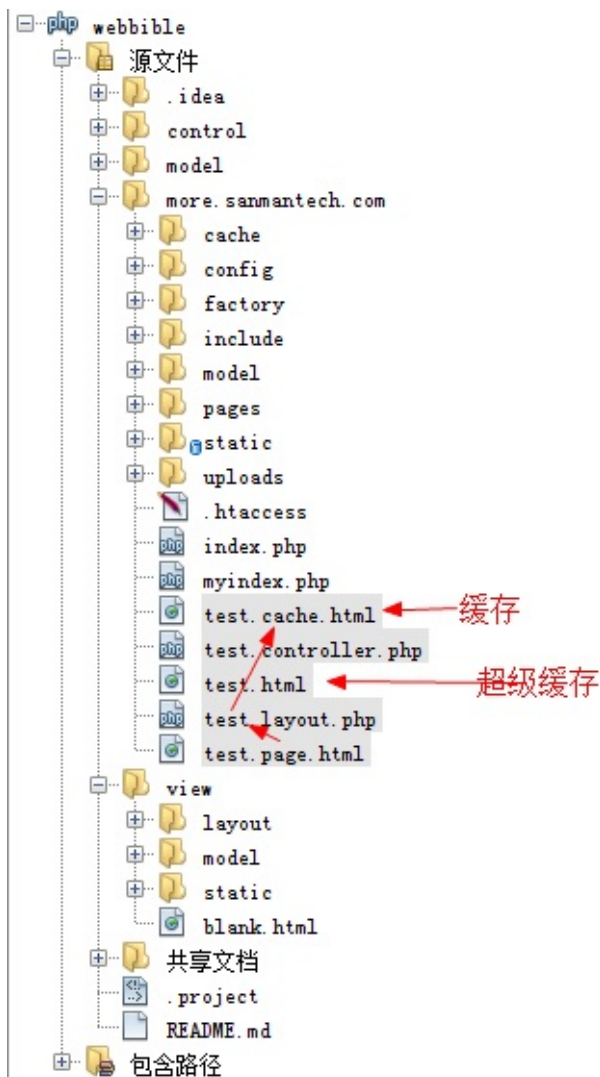 webbible
源文件
.idea
control
model
more.sanmantech.com
cache
config
factory
include
model
pages
static
uploads
.htaccess
index.php
myindex.php
test.cache.html 缓存
test.controller.php
test.html 超级缓存
test.layout.php
test.page.html
view
layout
model
static
blank.html
共享文档
.project
README.md
包含路径